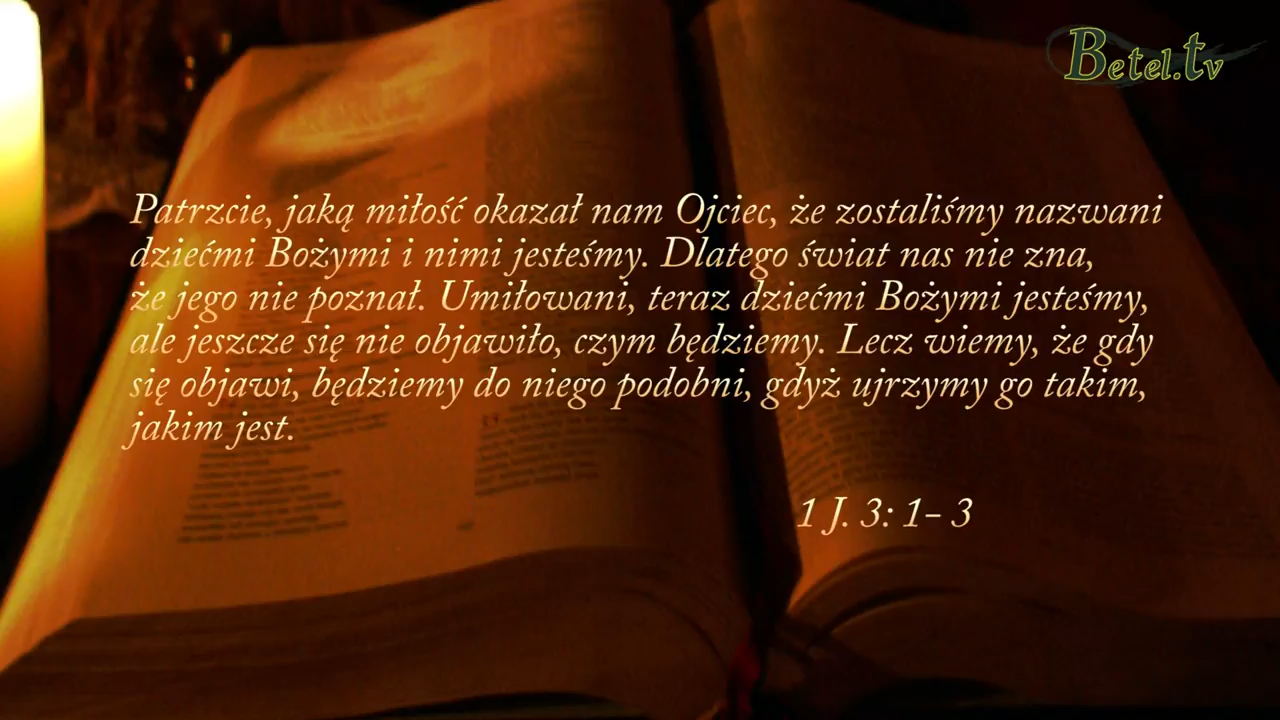 Betel.tv
Patrzcie, jaką miłość okazał nam Ojciec, że zostaliśmy nazwani
dziećmi Bożymi i nimi jesteśmy. Dlatego świat nas nie zna,
że jego nie poznał. Umiłowani, teraz dziećmi Bożymi jesteśmy,
ale jeszcze się nie objawiło, czym będziemy. Lecz wiemy, że gdy
się objawi, będziemy do niego podobni, gdyż ujrzymy go takim,
jakim jest.
1 J. 3: 1– 3